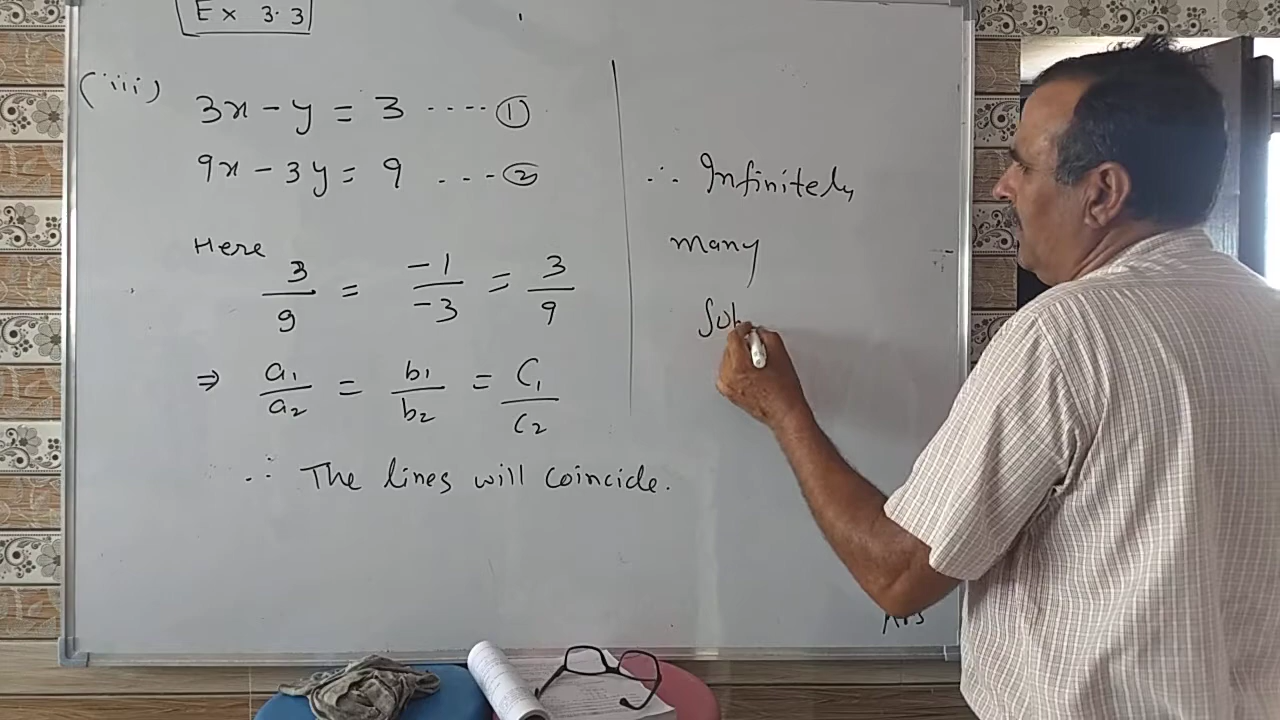 Ex 3.3
(iii)
3x - y = 3 ---- ①
9x - 3y = 9 --- ②
Here
3/9 = -1/-3 = 3/9
⇒ a₁/a₂ = b₁/b₂ = C₁/C₂
∴ The lines will coincide.
∴ Infinitely
many